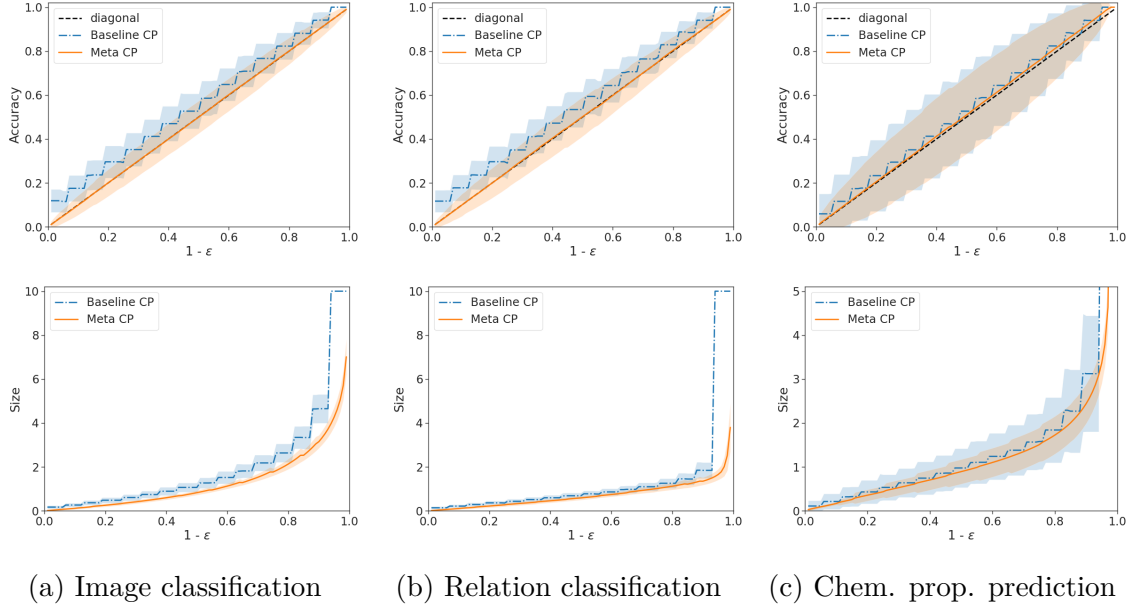 1.0
0.8
0.6
0.4
0.2
0.0
Accuracy
diagonal
Baseline CP
Meta CP
0.0 0.2 0.4 0.6 0.8 1.0
1 - ε
1.0
0.8
0.6
0.4
0.2
0.0
Accuracy
diagonal
Baseline CP
Meta CP
0.0 0.2 0.4 0.6 0.8 1.0
1 - ε
1.0
0.8
0.6
0.4
0.2
0.0
Accuracy
diagonal
Baseline CP
Meta CP
0.0 0.2 0.4 0.6 0.8 1.0
1 - ε
10
8
6
4
2
0
Size
Baseline CP
Meta CP
0.0 0.2 0.4 0.6 0.8 1.0
1 - ε
10
8
6
4
2
0
Size
Baseline CP
Meta CP
0.0 0.2 0.4 0.6 0.8 1.0
1 - ε
5
4
3
2
1
0
Size
Baseline CP
Meta CP
0.0 0.2 0.4 0.6 0.8 1.0
1 - ε
(a) Image classification
(b) Relation classification
(c) Chem. prop. prediction